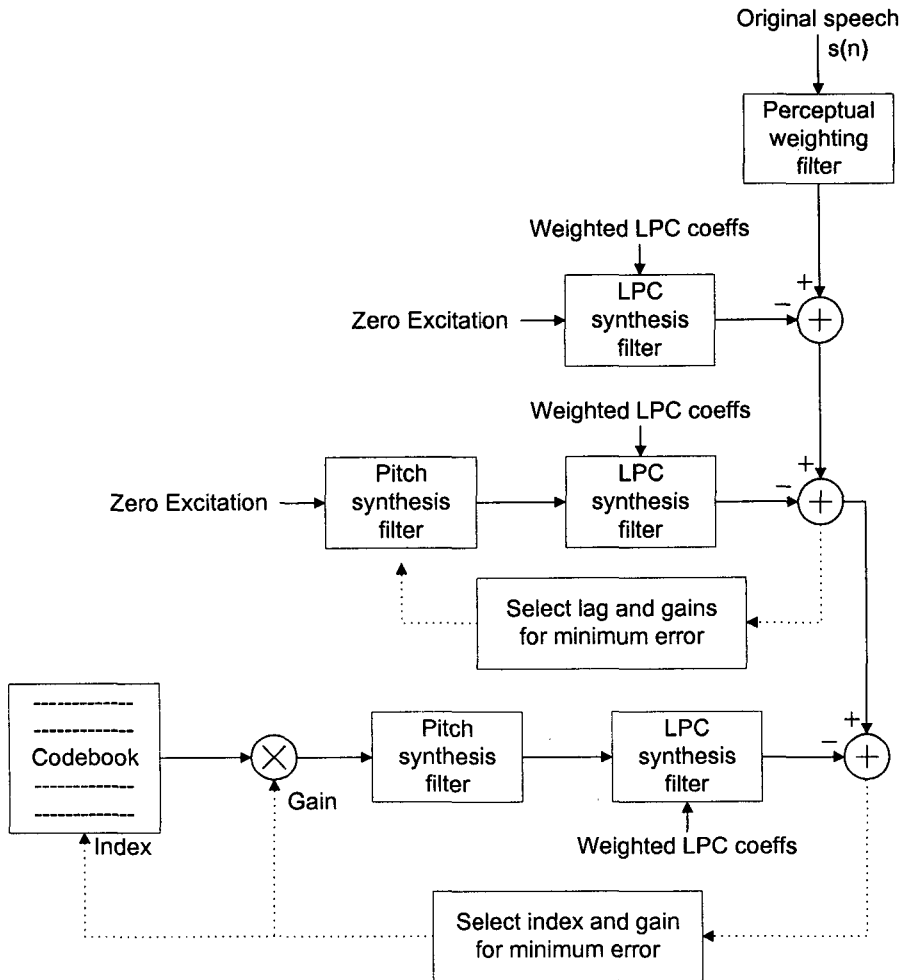 Original speech
s(n)
Perceptual
weighting
filter
Weighted LPC coeffs
+
Zero Excitation
LPC
synthesis
filter
−
+
Weighted LPC coeffs
+
Zero Excitation
Pitch
synthesis
filter
LPC
synthesis
filter
−
+
Select lag and gains
for minimum error
Codebook
×
Gain
Pitch
synthesis
filter
LPC
synthesis
filter
+
−
+
Index
Weighted LPC coeffs
Select index and gain
for minimum error